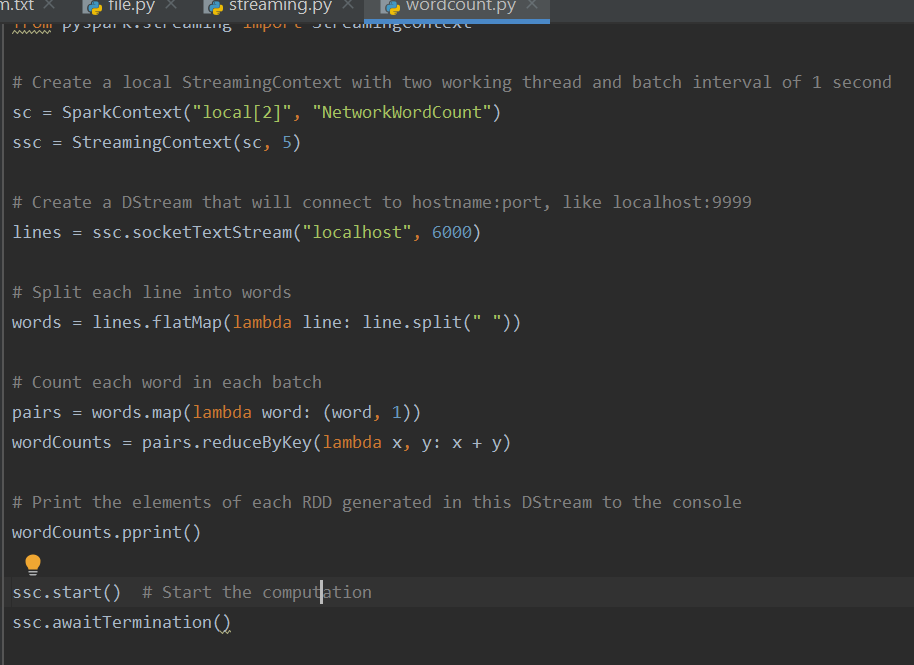 m.txt file.py streaming.py wordcount.py
from pyspark.streaming import StreamingContext
# Create a local StreamingContext with two working thread and batch interval of 1 second
sc = SparkContext("local[2]", "NetworkWordCount")
ssc = StreamingContext(sc, 5)
# Create a DStream that will connect to hostname:port, like localhost:9999
lines = ssc.socketTextStream("localhost", 6000)
# Split each line into words
words = lines.flatMap(lambda line: line.split(" "))
# Count each word in each batch
pairs = words.map(lambda word: (word, 1))
wordCounts = pairs.reduceByKey(lambda x, y: x + y)
# Print the elements of each RDD generated in this DStream to the console
wordCounts.pprint()
ssc.start()  # Start the computation
ssc.awaitTermination()